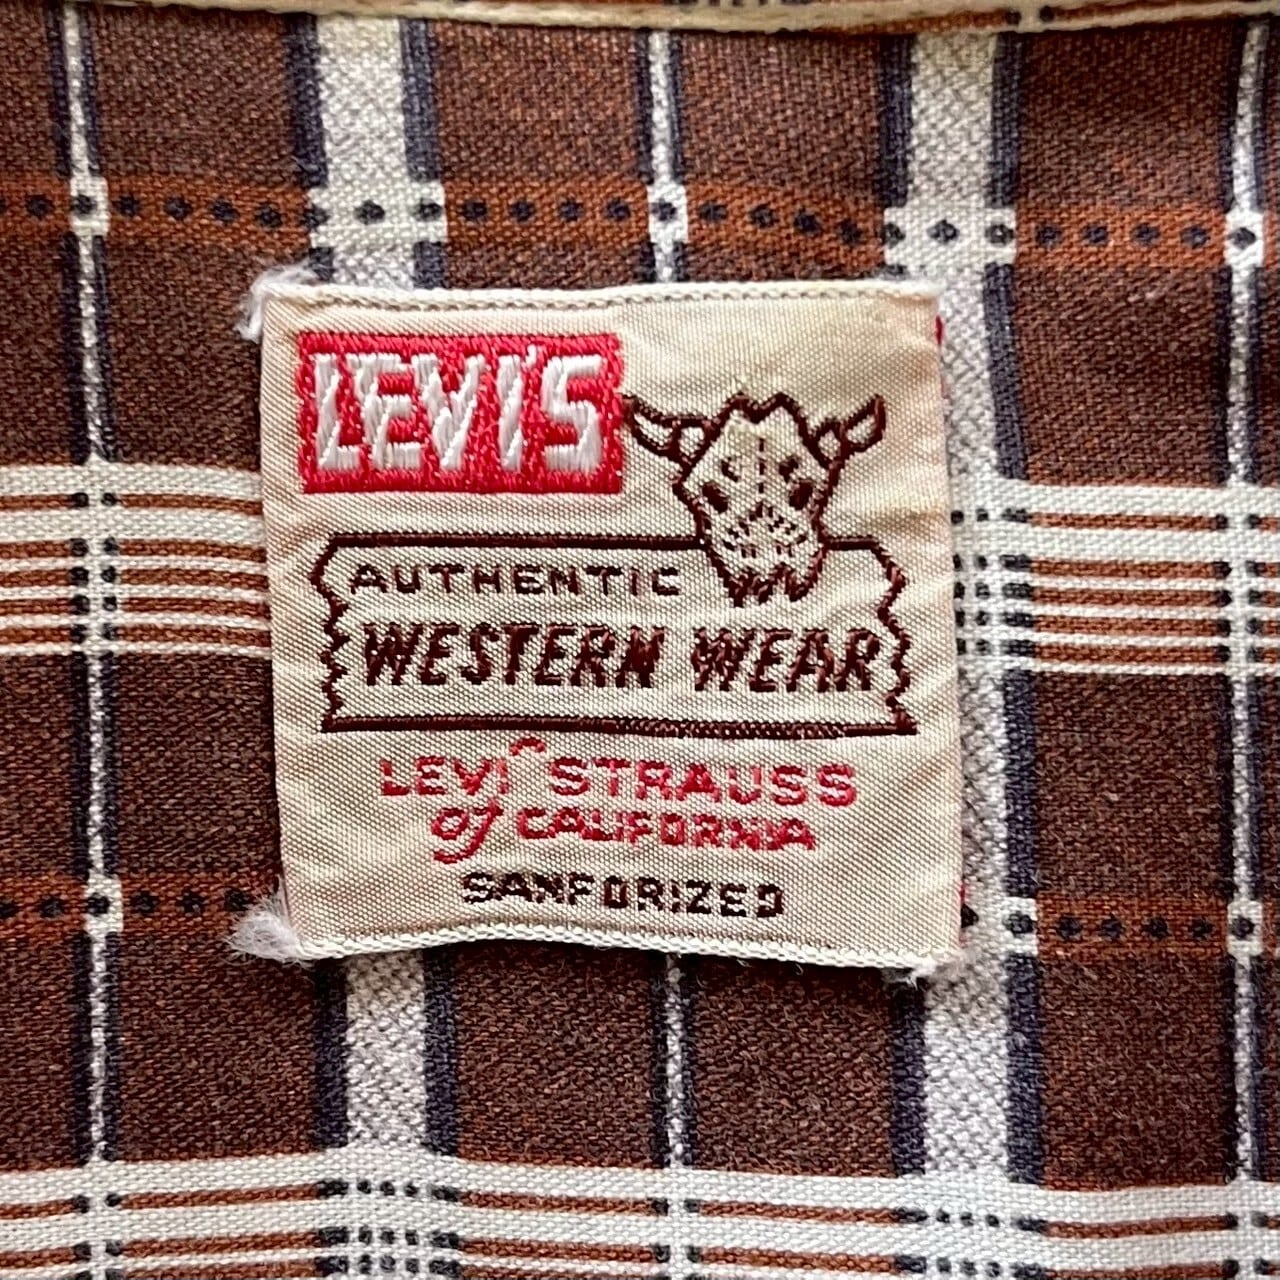 LEVI'S
AUTHENTIC
WESTERN WEAR
LEVI STRAUSS
of CALIFORNIA
SANFORIZED